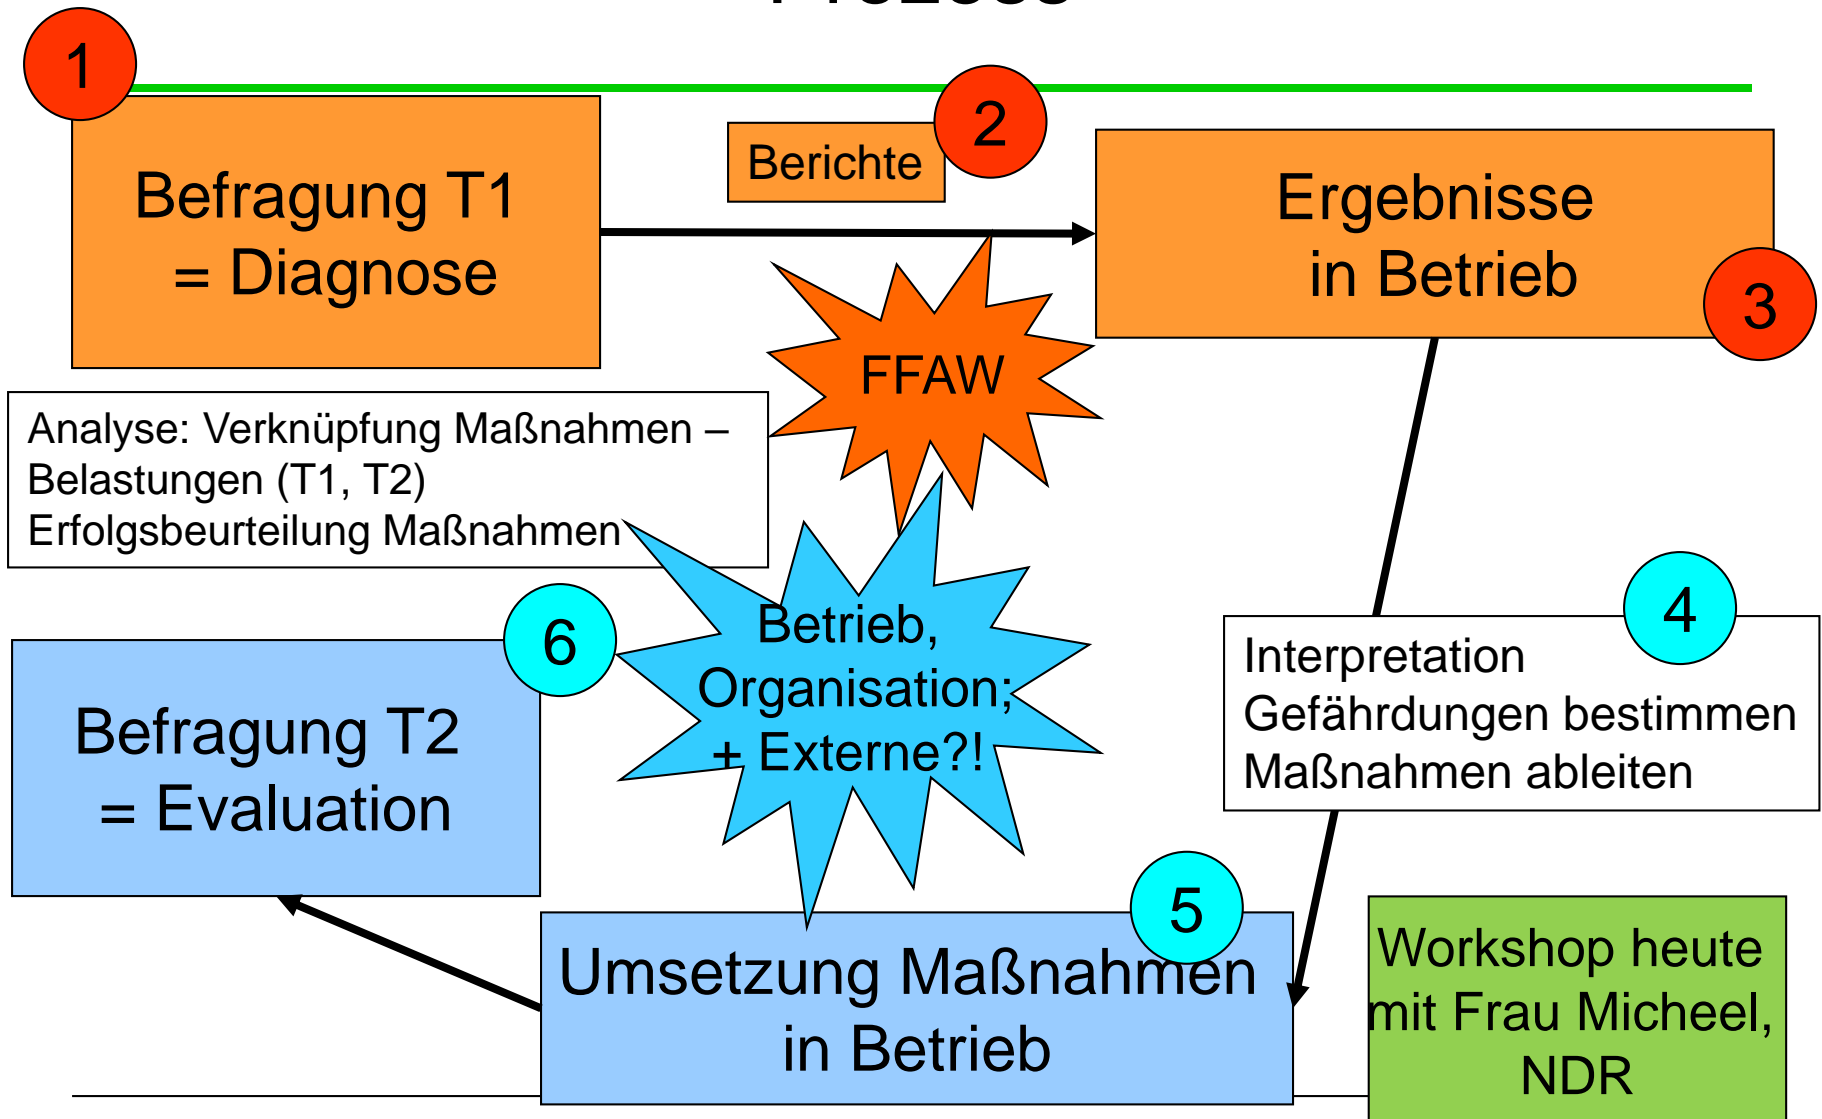 1
2
Berichte
Befragung T1
= Diagnose
Ergebnisse
in Betrieb
3
FFAW
Analyse: Verknüpfung Maßnahmen –
Belastungen (T1, T2)
Erfolgsbeurteilung Maßnahmen
4
Interpretation
Gefährdungen bestimmen
Maßnahmen ableiten
6
Betrieb,
Organisation;
+ Externe?!
Befragung T2
= Evaluation
5
Umsetzung Maßnahmen
in Betrieb
Workshop heute
mit Frau Micheel,
NDR